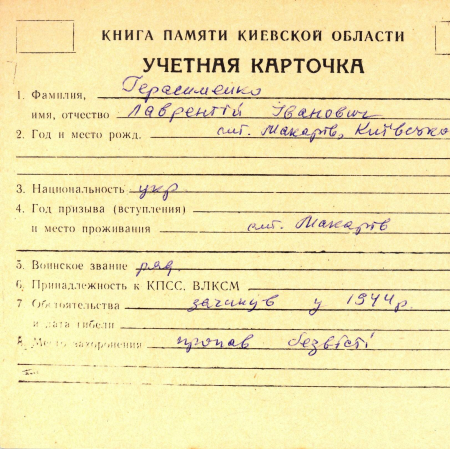 КНИГА ПАМЯТИ КИЕВСКОЙ ОБЛАСТИ
УЧЕТНАЯ КАРТОЧКА
1. Фамилия, Герасименко
имя, отчество Лаврентій Іванович
2. Год и место рожд. смт. Макарів, Київсько
3. Национальность укр.
4. Год призыва (вступления)
и место проживания смт. Макарів
5. Воинское звание ряд.
6. Принадлежность к КПСС. ВЛКСМ
7 Обстоятельства загинув у 1944р.
и дата гибели
8. Место захоронения пропав безвісті